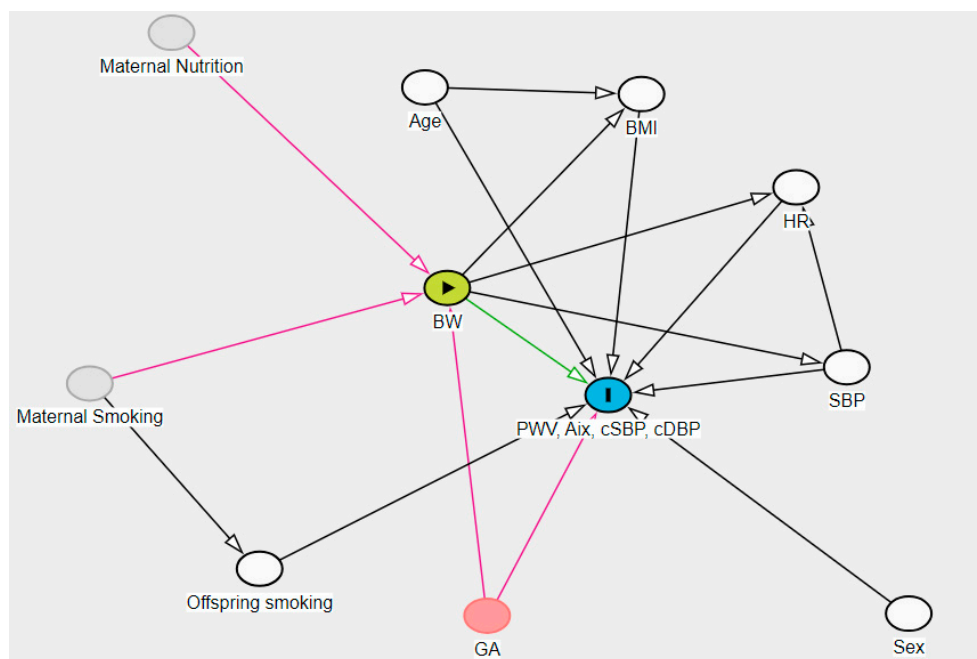 Maternal Nutrition
Age
BMI
HR
BW
SBP
Maternal Smoking
PWV, Aix, cSBP, cDBP
Offspring smoking
GA
Sex